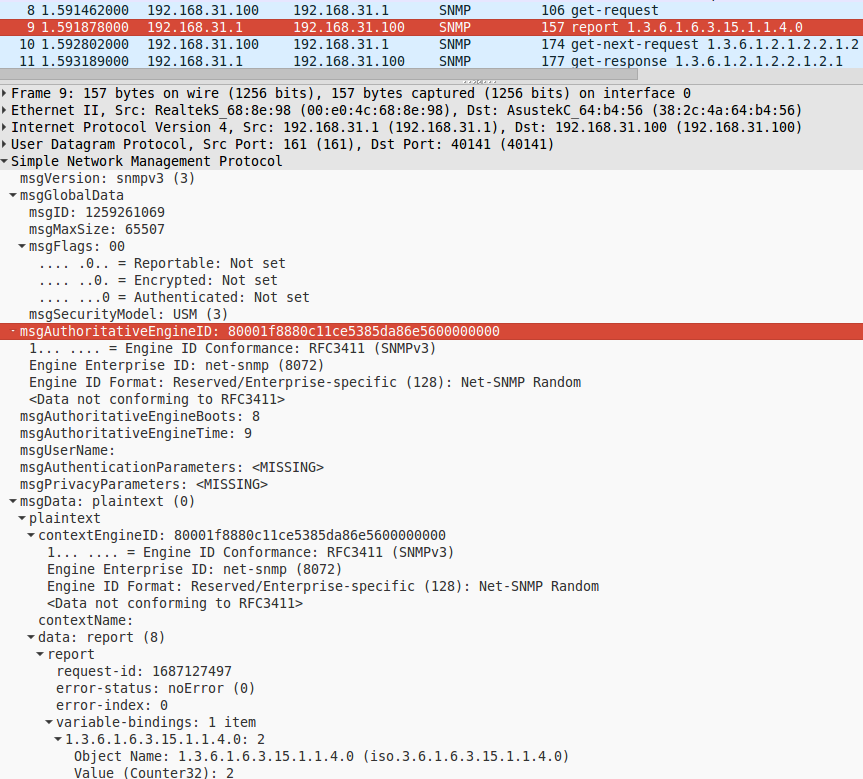 8 1.591462000 192.168.31.100 192.168.31.1 SNMP 106 get-request
9 1.591878000 192.168.31.1 192.168.31.100 SNMP 157 report 1.3.6.1.6.3.15.1.1.4.0
10 1.592802000 192.168.31.100 192.168.31.1 SNMP 174 get-next-request 1.3.6.1.2.1.2.2.1.2
11 1.593189000 192.168.31.1 192.168.31.100 SNMP 177 get-response 1.3.6.1.2.1.2.2.1.2.1
Frame 9: 157 bytes on wire (1256 bits), 157 bytes captured (1256 bits) on interface 0
Ethernet II, Src: RealtekS_68:8e:98 (00:e0:4c:68:8e:98), Dst: AsustekC_64:b4:56 (38:2c:4a:64:b4:56)
Internet Protocol Version 4, Src: 192.168.31.1 (192.168.31.1), Dst: 192.168.31.100 (192.168.31.100)
User Datagram Protocol, Src Port: 161 (161), Dst Port: 40141 (40141)
Simple Network Management Protocol
msgVersion: snmpv3 (3)
msgGlobalData
msgID: 1259261069
msgMaxSize: 65507
msgFlags: 00
.... .0.. = Reportable: Not set
.... ..0. = Encrypted: Not set
.... ...0 = Authenticated: Not set
msgSecurityModel: USM (3)
msgAuthoritativeEngineID: 80001f8880c11ce5385da86e5600000000
1... .... = Engine ID Conformance: RFC3411 (SNMPv3)
Engine Enterprise ID: net-snmp (8072)
Engine ID Format: Reserved/Enterprise-specific (128): Net-SNMP Random
<Data not conforming to RFC3411>
msgAuthoritativeEngineBoots: 8
msgAuthoritativeEngineTime: 9
msgUserName:
msgAuthenticationParameters: <MISSING>
msgPrivacyParameters: <MISSING>
msgData: plaintext (0)
plaintext
contextEngineID: 80001f8880c11ce5385da86e5600000000
1... .... = Engine ID Conformance: RFC3411 (SNMPv3)
Engine Enterprise ID: net-snmp (8072)
Engine ID Format: Reserved/Enterprise-specific (128): Net-SNMP Random
<Data not conforming to RFC3411>
contextName:
data: report (8)
report
request-id: 1687127497
error-status: noError (0)
error-index: 0
variable-bindings: 1 item
1.3.6.1.6.3.15.1.1.4.0: 2
Object Name: 1.3.6.1.6.3.15.1.1.4.0 (iso.3.6.1.6.3.15.1.1.4.0)
Value (Counter32): 2